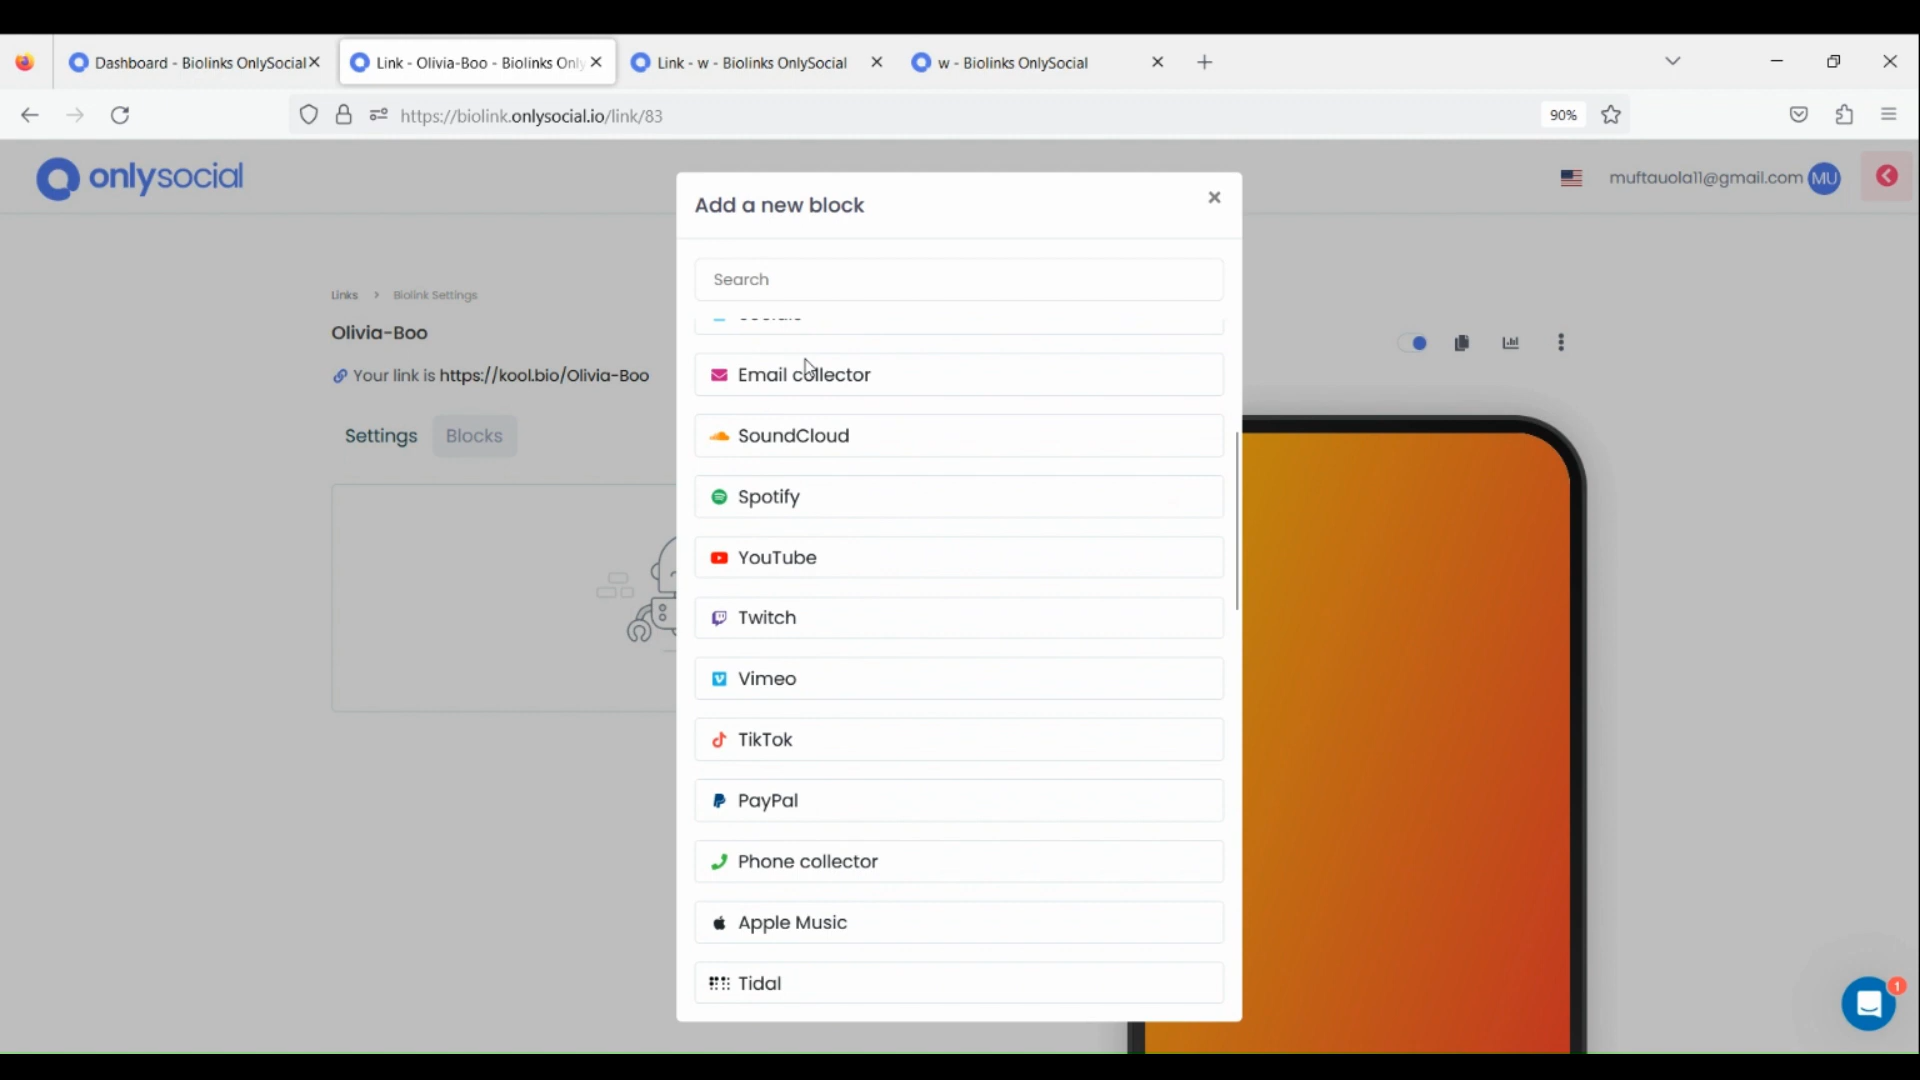 Dashboard - Biolinks OnlySocial
Link - Olivia-Boo - Biolinks Only
Link - w - Biolinks OnlySocial
w - Biolinks OnlySocial
https://biolink.onlysocial.io/link/83
90%
onlysocial
muftauola11@gmail.com
MU
Add a new block
Search
Links
Biolink Settings
Olivia-Boo
Your link is https://kool.bio/Olivia-Boo
Settings
Blocks
Email collector
SoundCloud
Spotify
YouTube
Twitch
Vimeo
TikTok
PayPal
Phone collector
Apple Music
Tidal
1